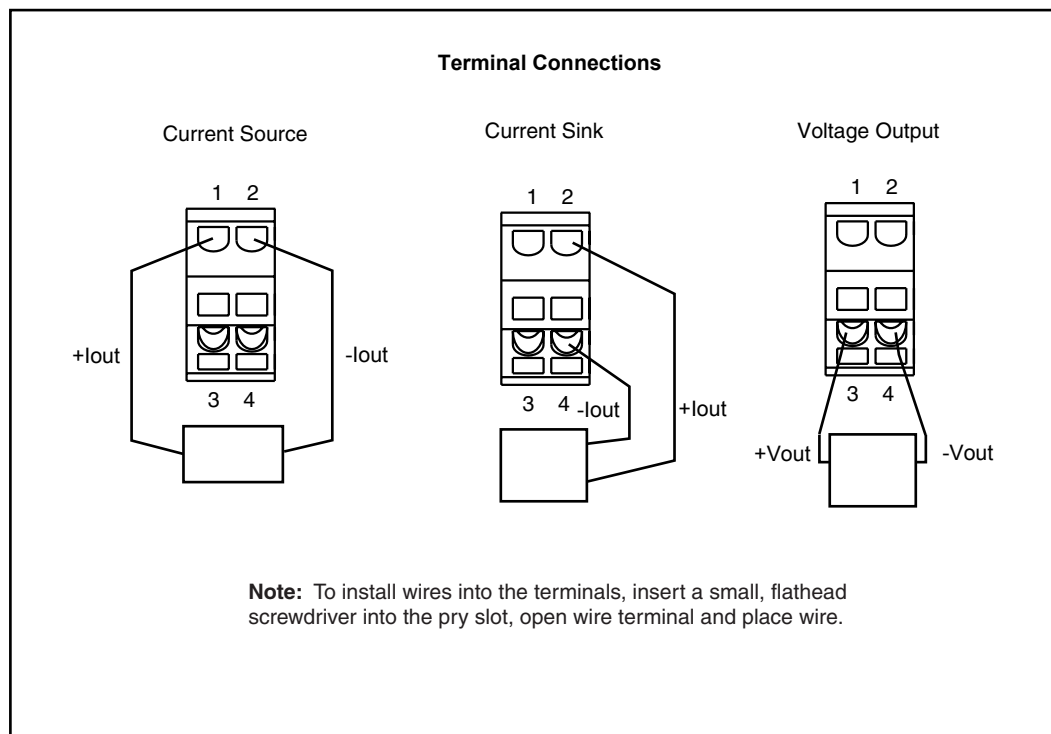 Terminal Connections
Current Source
Current Sink
Voltage Output
1 2
1 2
1 2
+Iout
-Iout
3 4
3 4
-Iout
+Iout
3 4
+Vout
-Vout
Note: To install wires into the terminals, insert a small, flathead
screwdriver into the pry slot, open wire terminal and place wire.